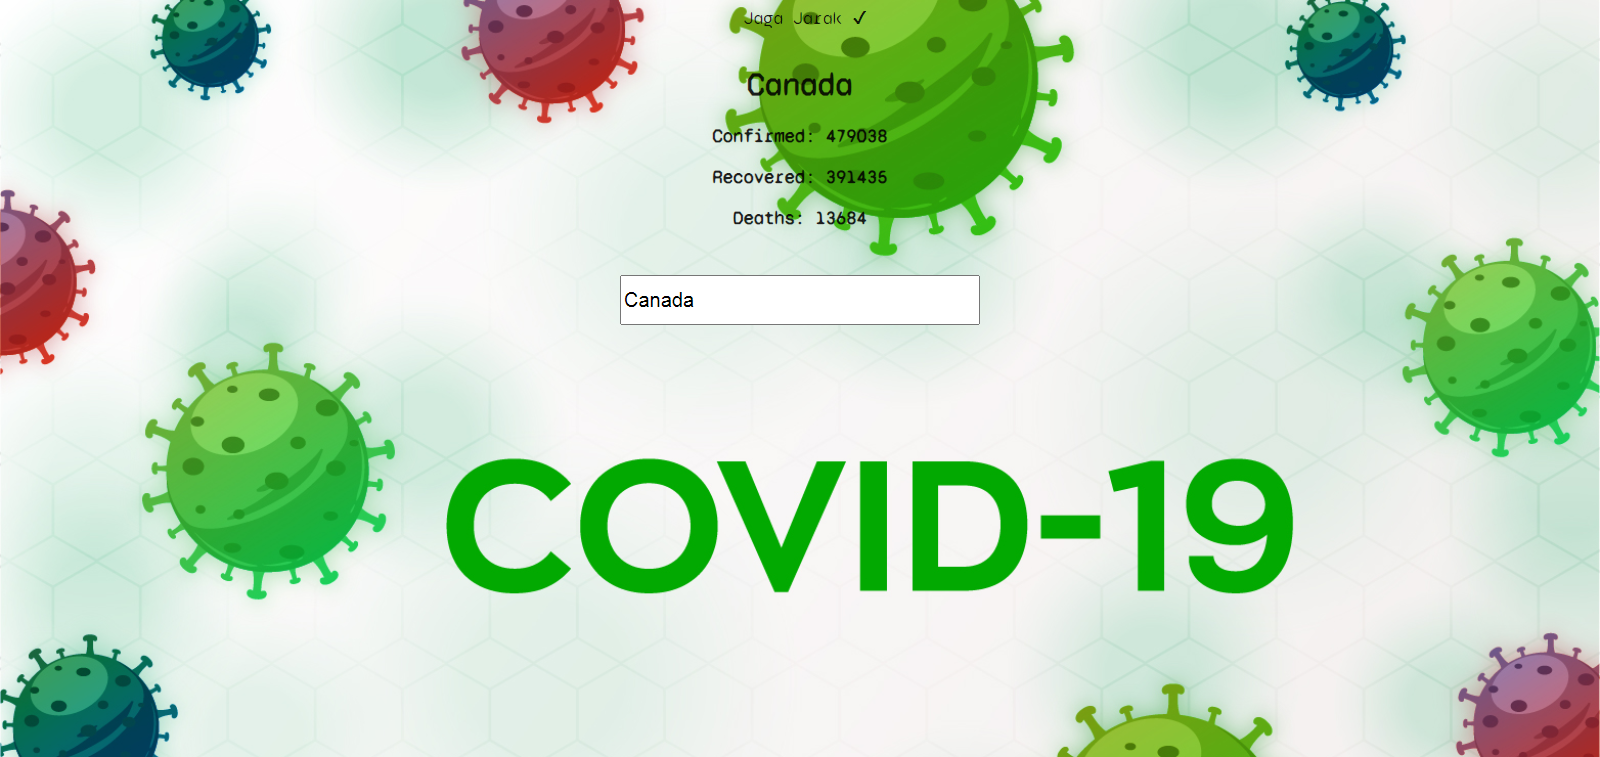 Jaga Jarak ✓
Canada
Confirmed: 479038
Recovered: 391435
Deaths: 13684
Canada
COVID-19